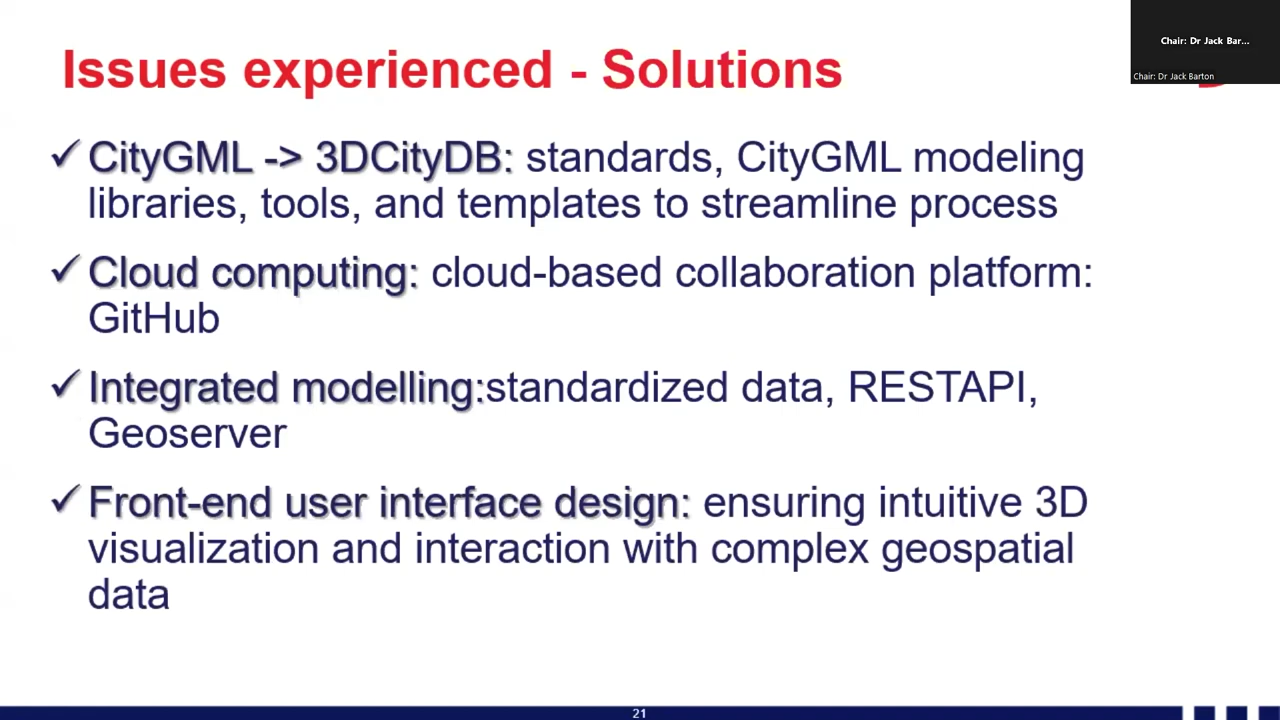 Chair: Dr Jack Bar...
Chair: Dr Jack Barton
Issues experienced - Solutions
CityGML -> 3DCityDB: standards, CityGML modeling
libraries, tools, and templates to streamline process
Cloud computing: cloud-based collaboration platform:
GitHub
Integrated modelling:standardized data, RESTAPI,
Geoserver
Front-end user interface design: ensuring intuitive 3D
visualization and interaction with complex geospatial
data
21